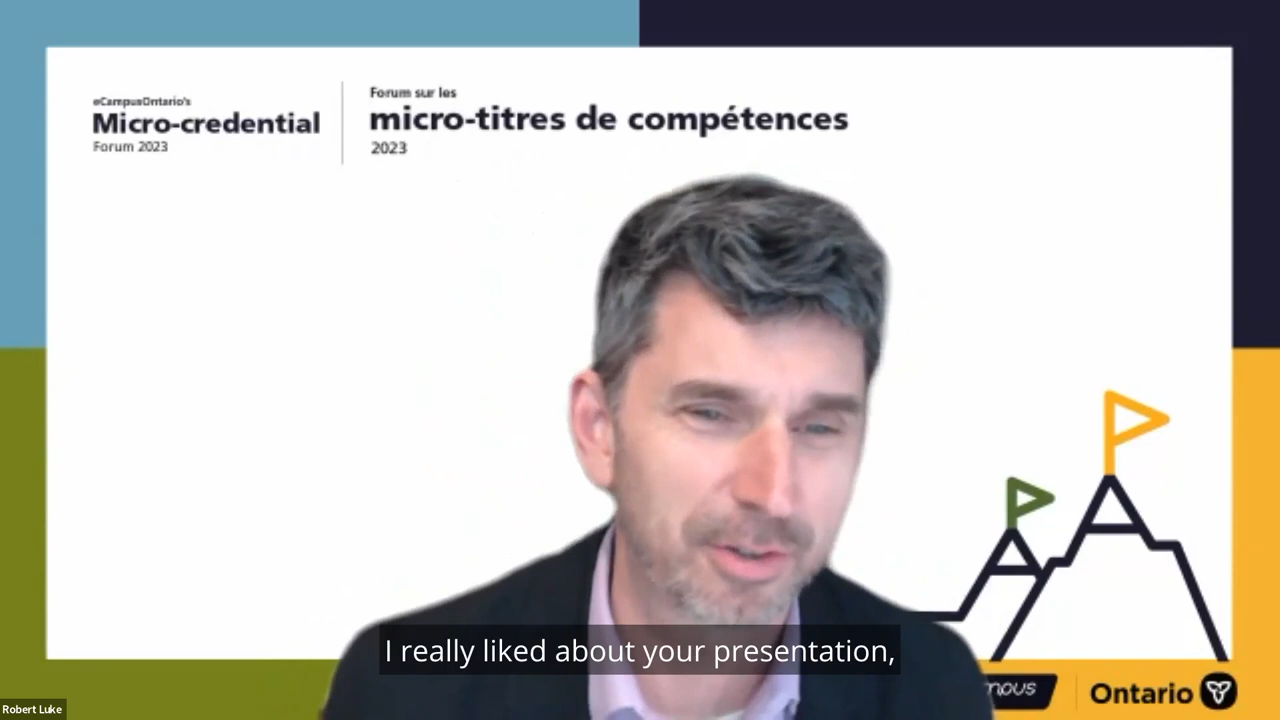 eCampusOntario's
Micro-credential
Forum 2023
Forum sur les
micro-titres de compétences
2023
I really liked about your presentation,
Ontario
Robert Luke